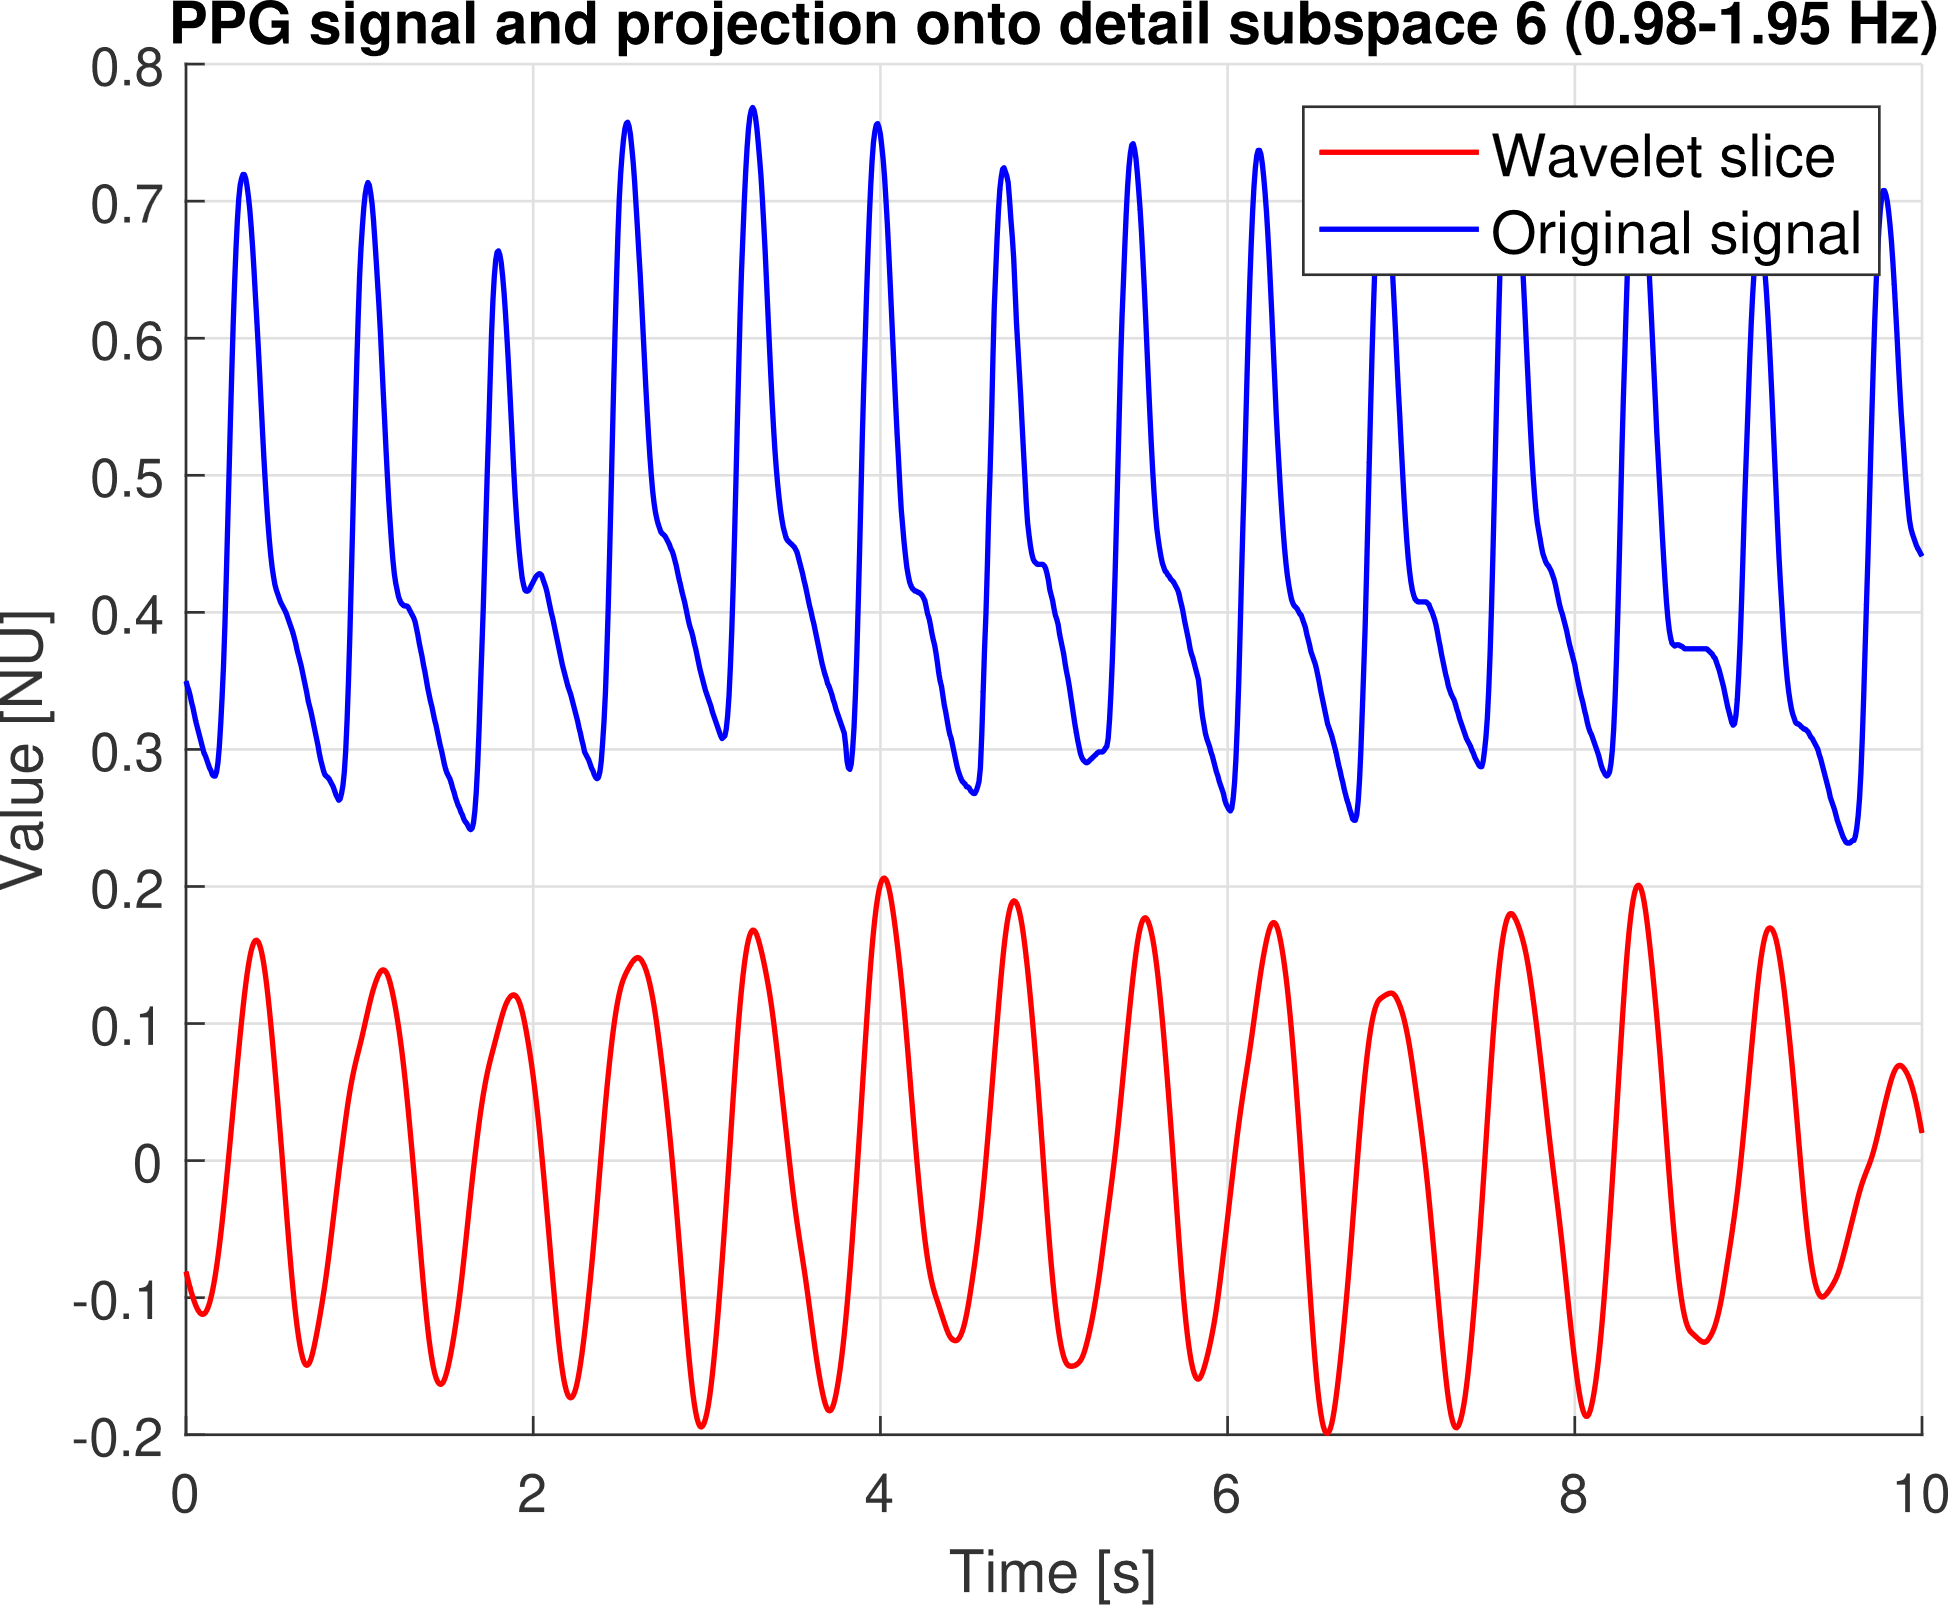 PPG signal and projection onto detail subspace 6 (0.98-1.95 Hz)
Wavelet slice
Original signal
Value [NU]
0.8
0.7
0.6
0.5
0.4
0.3
0.2
0.1
0
-0.1
-0.2
0 2 4 6 8 10
Time [s]